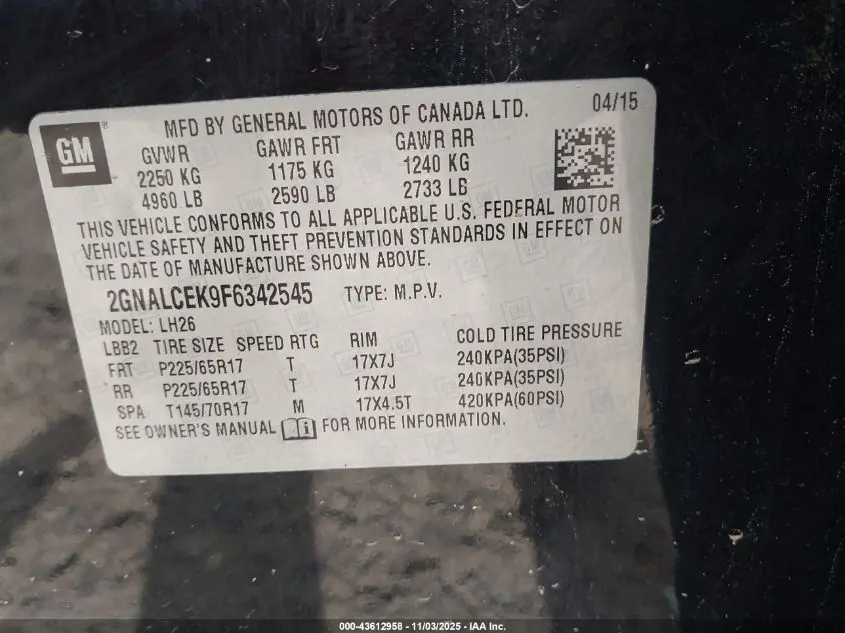 MFD BY GENERAL MOTORS OF CANADA LTD. 04/15
GM
GVWR GAWR FRT GAWR RR
2250 KG 1175 KG 1240 KG
4960 LB 2590 LB 2733 LB
THIS VEHICLE CONFORMS TO ALL APPLICABLE U.S. FEDERAL MOTOR
VEHICLE SAFETY AND THEFT PREVENTION STANDARDS IN EFFECT ON
THE DATE OF MANUFACTURE SHOWN ABOVE.
2GNALCEK9F6342545 TYPE: M.P.V.
MODEL: LH26
LBB2 TIRE SIZE SPEED RTG RIM COLD TIRE PRESSURE
FRT P225/65R17 T 17X7J 240KPA(35PSI)
RR P225/65R17 T 17X7J 240KPA(35PSI)
SPA T145/70R17 M 17X4.5T 420KPA(60PSI)
SEE OWNER'S MANUAL FOR MORE INFORMATION.
000-43612958 - 11/03/2025 - IAA Inc.